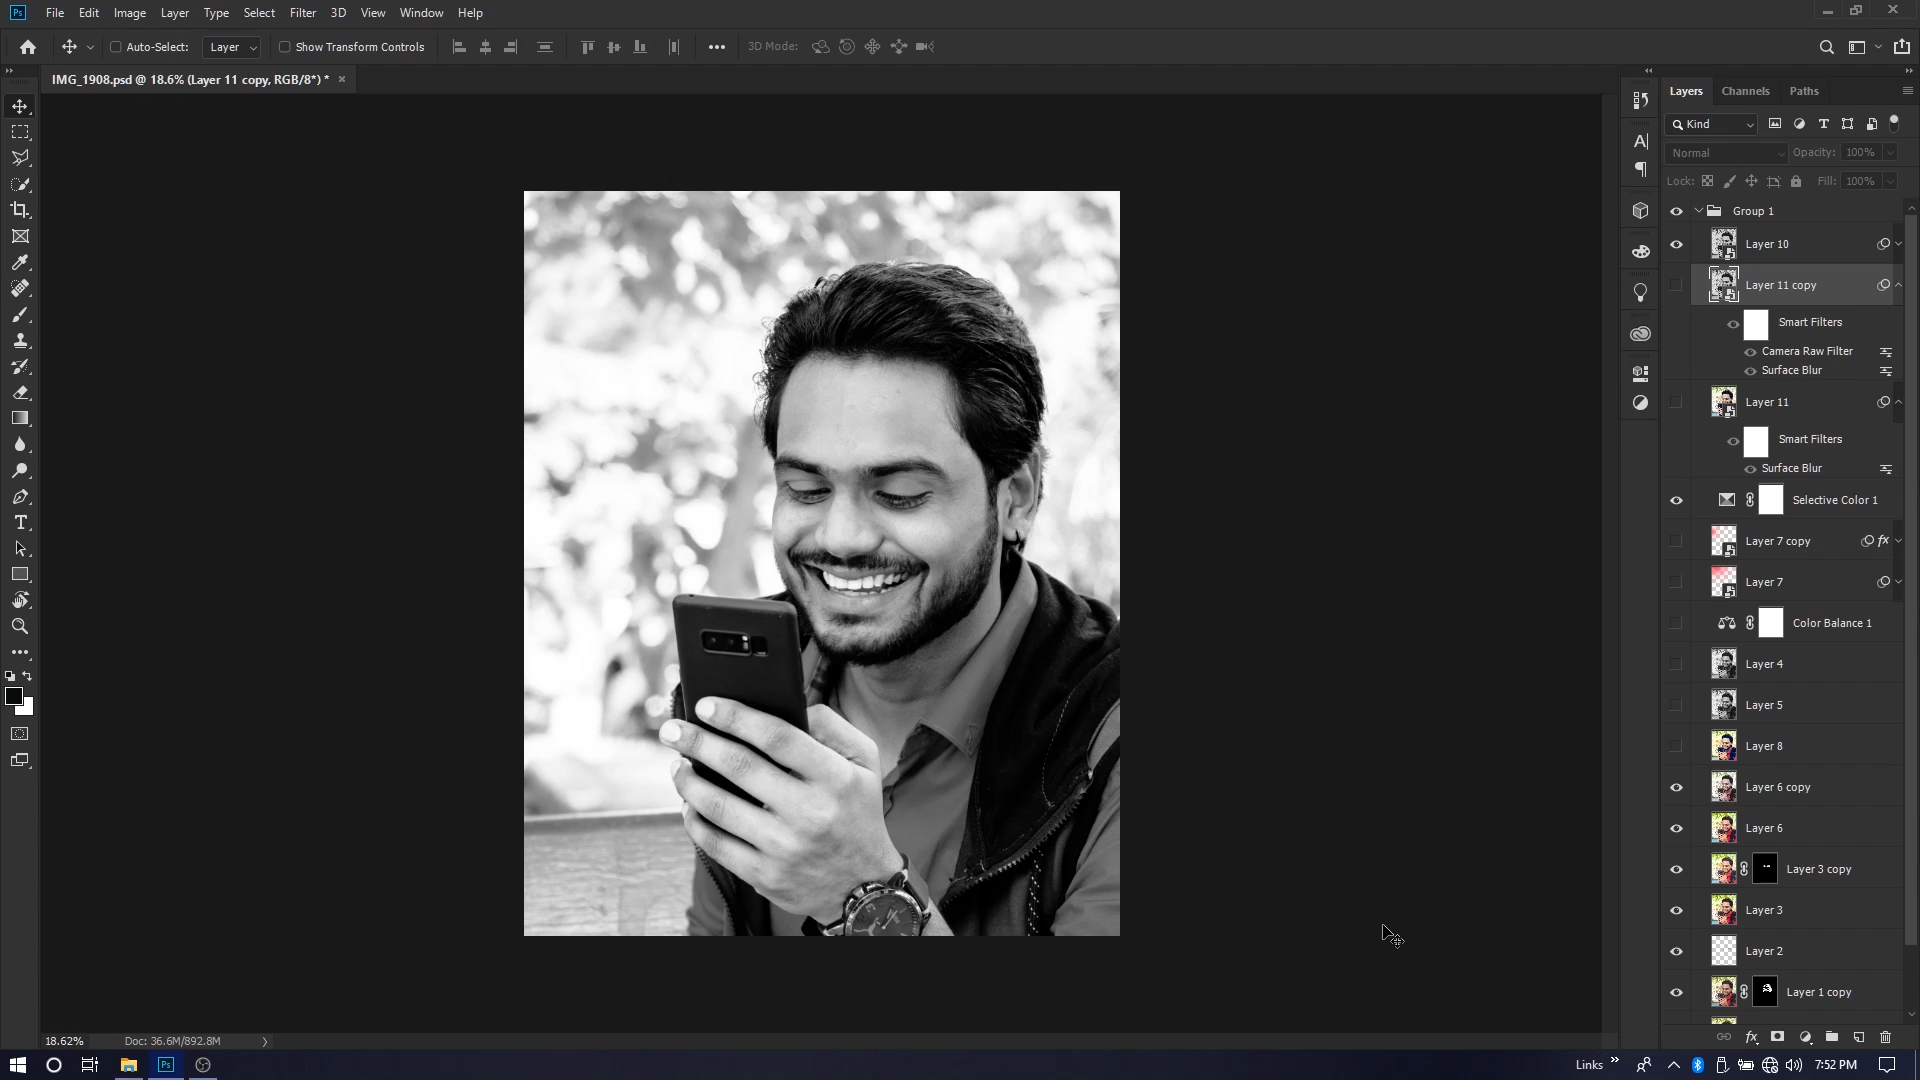 Ps File Edit Image Layer Type Select Filter 3D View Window Help
Auto-Select: Layer Show Transform Controls 3D Mode:
IMG_1908.psd @ 18.6% (Layer 11 copy, RGB/8*) *
Layers Channels Paths
Kind
Normal Opacity: 100%
Lock: Fill: 100%
Group 1
Layer 10
Layer 11 copy
Smart Filters
Camera Raw Filter
Surface Blur
Layer 11
Smart Filters
Surface Blur
Selective Color 1
Layer 7 copy fx
Layer 7
Color Balance 1
Layer 4
Layer 5
Layer 8
Layer 6 copy
Layer 6
Layer 3 copy
Layer 3
Layer 2
Layer 1 copy
fx
18.62% Doc: 36.6M/892.8M
Ps Links 7:52 PM